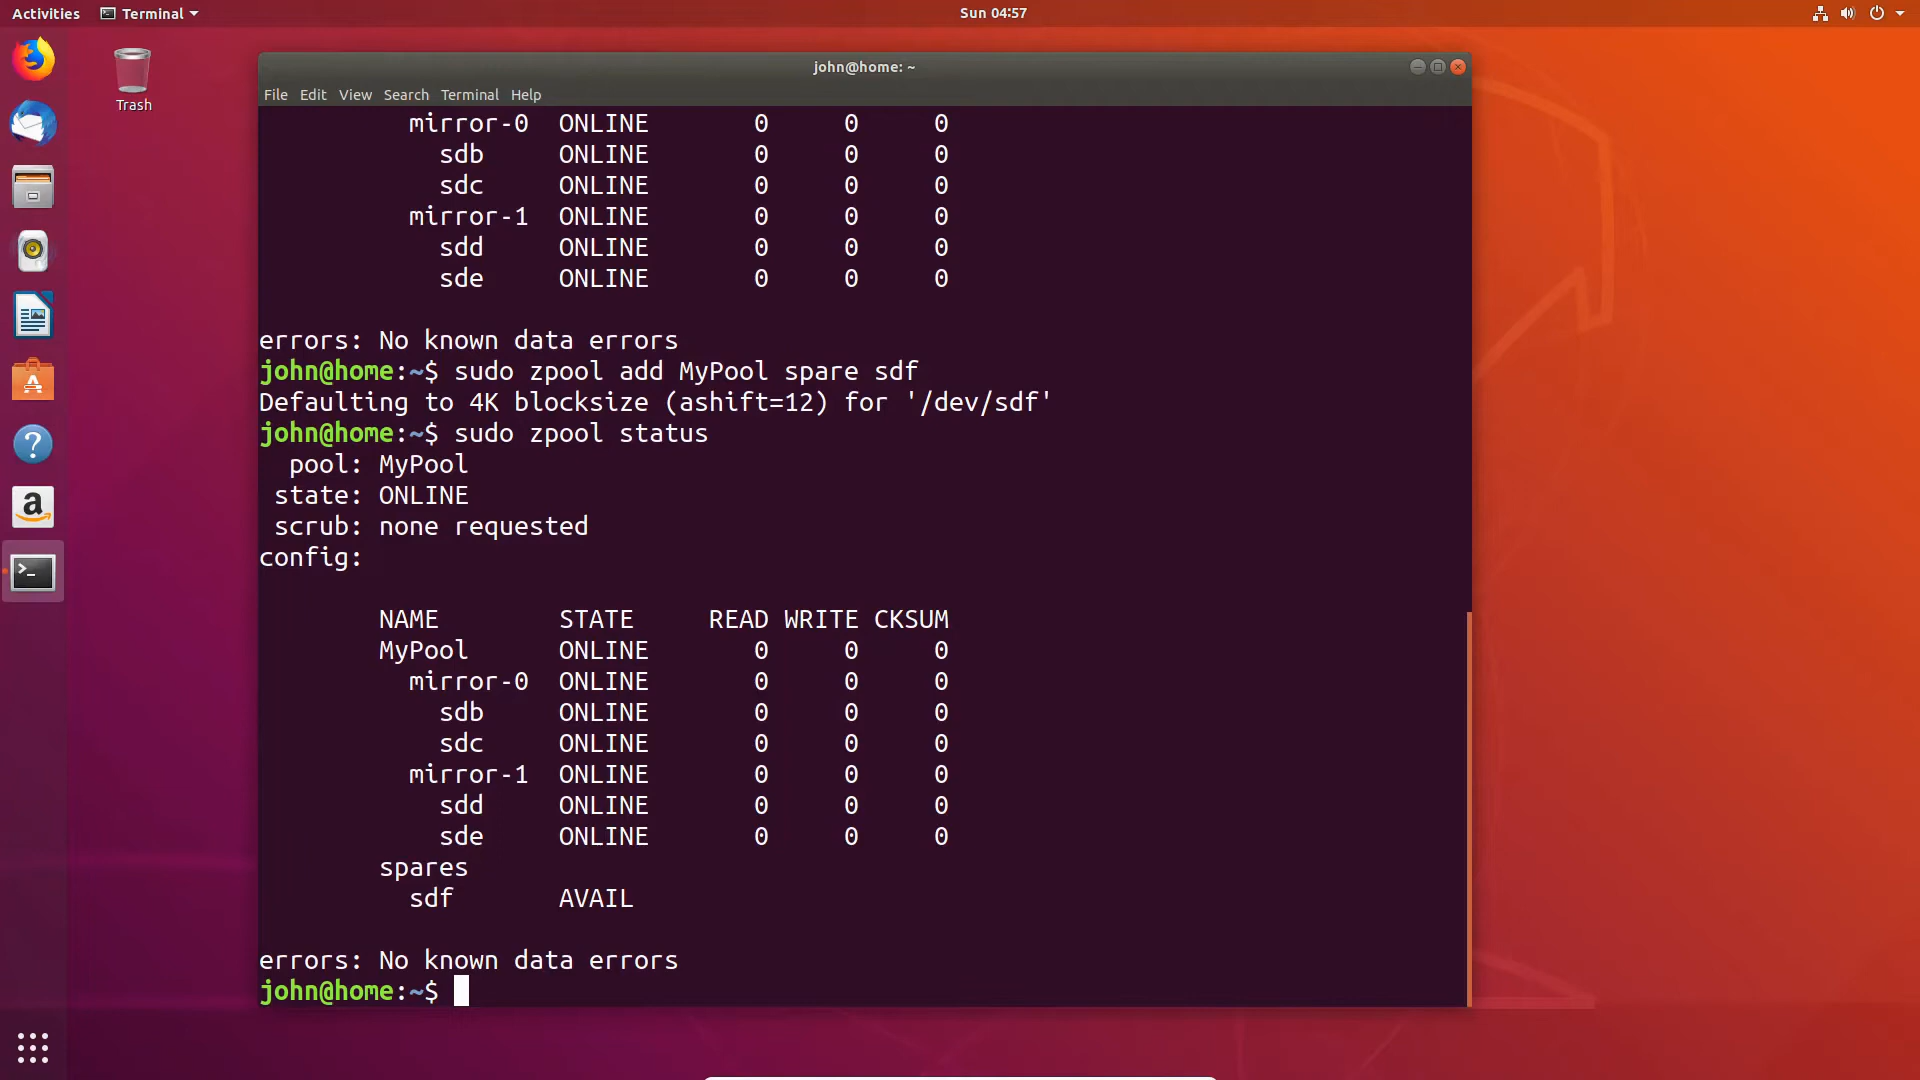 Activities Terminal Sun 04:57
Trash
john@home: ~
File Edit View Search Terminal Help
mirror-0 ONLINE 0 0 0
sdb ONLINE 0 0 0
sdc ONLINE 0 0 0
mirror-1 ONLINE 0 0 0
sdd ONLINE 0 0 0
sde ONLINE 0 0 0
errors: No known data errors
john@home:~$ sudo zpool add MyPool spare sdf
Defaulting to 4K blocksize (ashift=12) for '/dev/sdf'
john@home:~$ sudo zpool status
pool: MyPool
state: ONLINE
scrub: none requested
config:
NAME STATE READ WRITE CKSUM
MyPool ONLINE 0 0 0
mirror-0 ONLINE 0 0 0
sdb ONLINE 0 0 0
sdc ONLINE 0 0 0
mirror-1 ONLINE 0 0 0
sdd ONLINE 0 0 0
sde ONLINE 0 0 0
spares
sdf AVAIL
errors: No known data errors
john@home:~$